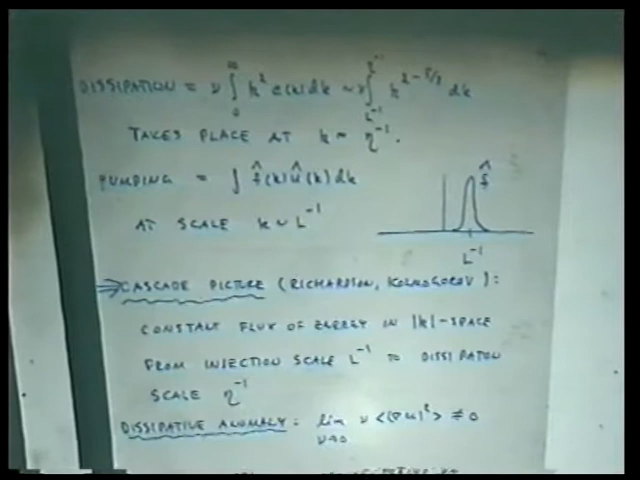 DISSIPATION = ν ∫₀^∞ k² e(k) dk ~ ν ∫_{L⁻¹}^{η⁻¹} k^{2-5/3} dk
TAKES PLACE AT k ~ η⁻¹.
PUMPING = ∫ f̂(k) û(k) dk
f̂
AT SCALE k ~ L⁻¹
L⁻¹
⇒ CASCADE PICTURE (RICHARDSON, KOLMOGOROV):
CONSTANT FLUX OF ENERGY IN |k|-SPACE
FROM INJECTION SCALE L⁻¹ TO DISSIPATON
SCALE η⁻¹
DISSIPATIVE ANOMALY: lim_{ν→0} ν <(∇u)²> ≠ 0